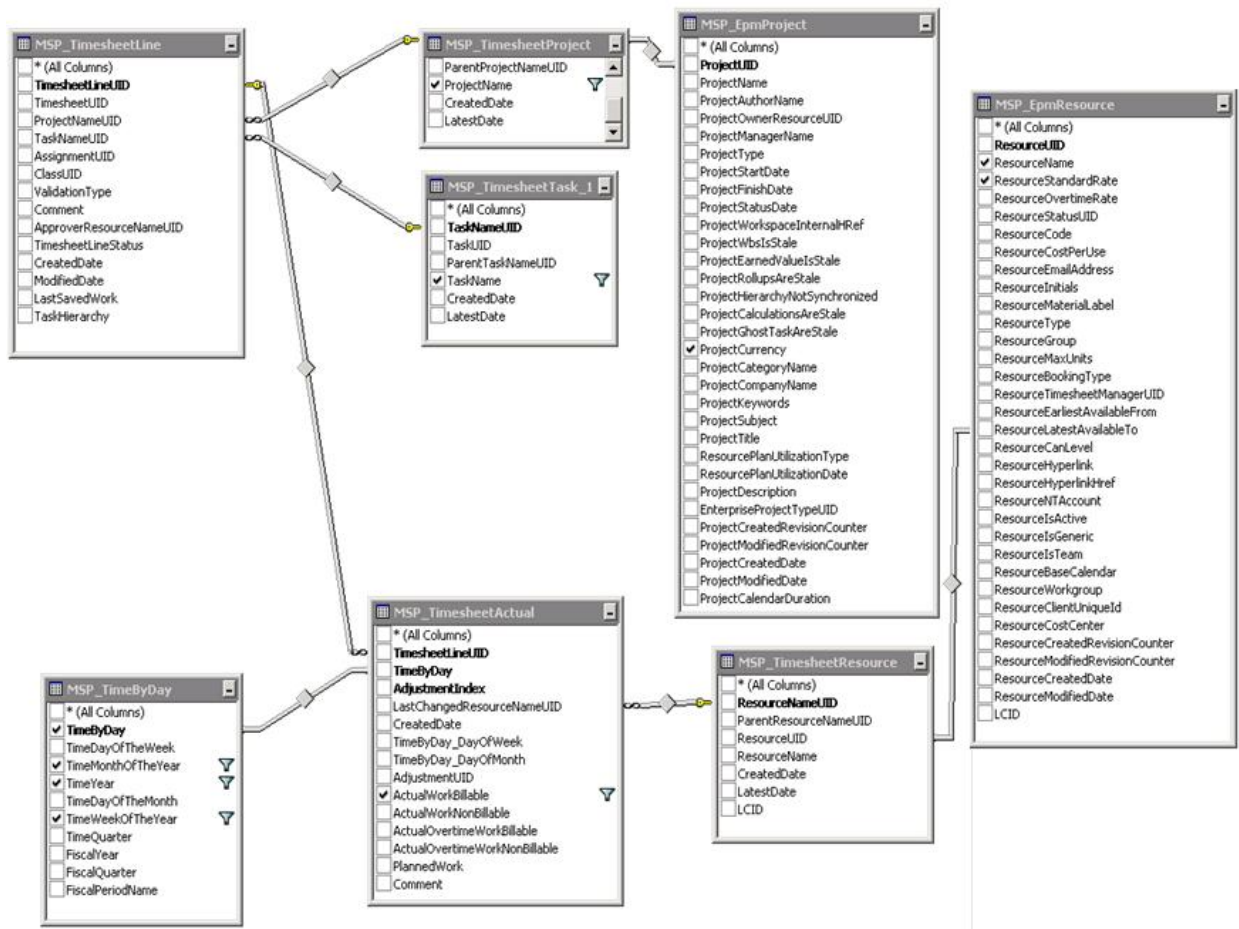 MSP_TimesheetLine
* (All Columns)
TimesheetLineUID
TimesheetUID
ProjectNameUID
TaskNameUID
AssignmentUID
ClassUID
ValidationType
Comment
ApproverResourceNameUID
TimesheetLineStatus
CreatedDate
ModifiedDate
LastSavedWork
TaskHierarchy
MSP_TimesheetProject
ParentProjectNameUID
ProjectName
CreatedDate
LatestDate
MSP_TimesheetTask_1
* (All Columns)
TaskNameUID
TaskUID
ParentTaskNameUID
TaskName
CreatedDate
LatestDate
MSP_EpmProject
* (All Columns)
ProjectUID
ProjectName
ProjectAuthorName
ProjectOwnerResourceUID
ProjectManagerName
ProjectType
ProjectStartDate
ProjectFinishDate
ProjectStatusDate
ProjectWorkspaceInternalHRef
ProjectWbsIsStale
ProjectEarnedValueIsStale
ProjectRollupsAreStale
ProjectHierarchyNotSynchronized
ProjectCalculationsAreStale
ProjectGhostTaskAreStale
ProjectCurrency
ProjectCategoryName
ProjectCompanyName
ProjectKeywords
ProjectSubject
ProjectTitle
ResourcePlanUtilizationType
ResourcePlanUtilizationDate
ProjectDescription
EnterpriseProjectTypeUID
ProjectCreatedRevisionCounter
ProjectModifiedRevisionCounter
ProjectCreatedDate
ProjectModifiedDate
ProjectCalendarDuration
MSP_EpmResource
* (All Columns)
ResourceUID
ResourceName
ResourceStandardRate
ResourceOvertimeRate
ResourceStatusUID
ResourceCode
ResourceCostPerUse
ResourceEmailAddress
ResourceInitials
ResourceMaterialLabel
ResourceType
ResourceGroup
ResourceMaxUnits
ResourceBookingType
ResourceTimesheetManagerUID
ResourceEarliestAvailableFrom
ResourceLatestAvailableTo
ResourceCanLevel
ResourceHyperlink
ResourceHyperlinkHref
ResourceNTAccount
ResourceIsActive
ResourceIsGeneric
ResourceIsTeam
ResourceBaseCalendar
ResourceWorkgroup
ResourceClientUniqueId
ResourceCostCenter
ResourceCreatedRevisionCounter
ResourceModifiedRevisionCounter
ResourceCreatedDate
ResourceModifiedDate
LCID
MSP_TimeByDay
* (All Columns)
TimeByDay
TimeDayOfTheWeek
TimeMonthOfTheYear
TimeYear
TimeDayOfTheMonth
TimeWeekOfTheYear
TimeQuarter
FiscalYear
FiscalQuarter
FiscalPeriodName
MSP_TimesheetActual
* (All Columns)
TimesheetLineUID
TimeByDay
AdjustmentIndex
LastChangedResourceNameUID
CreatedDate
TimeByDay_DayOfWeek
TimeByDay_DayOfMonth
AdjustmentUID
ActualWorkBillable
ActualWorkNonBillable
ActualOvertimeWorkBillable
ActualOvertimeWorkNonBillable
PlannedWork
Comment
MSP_TimesheetResource
* (All Columns)
ResourceNameUID
ParentResourceNameUID
ResourceUID
ResourceName
CreatedDate
LatestDate
LCID